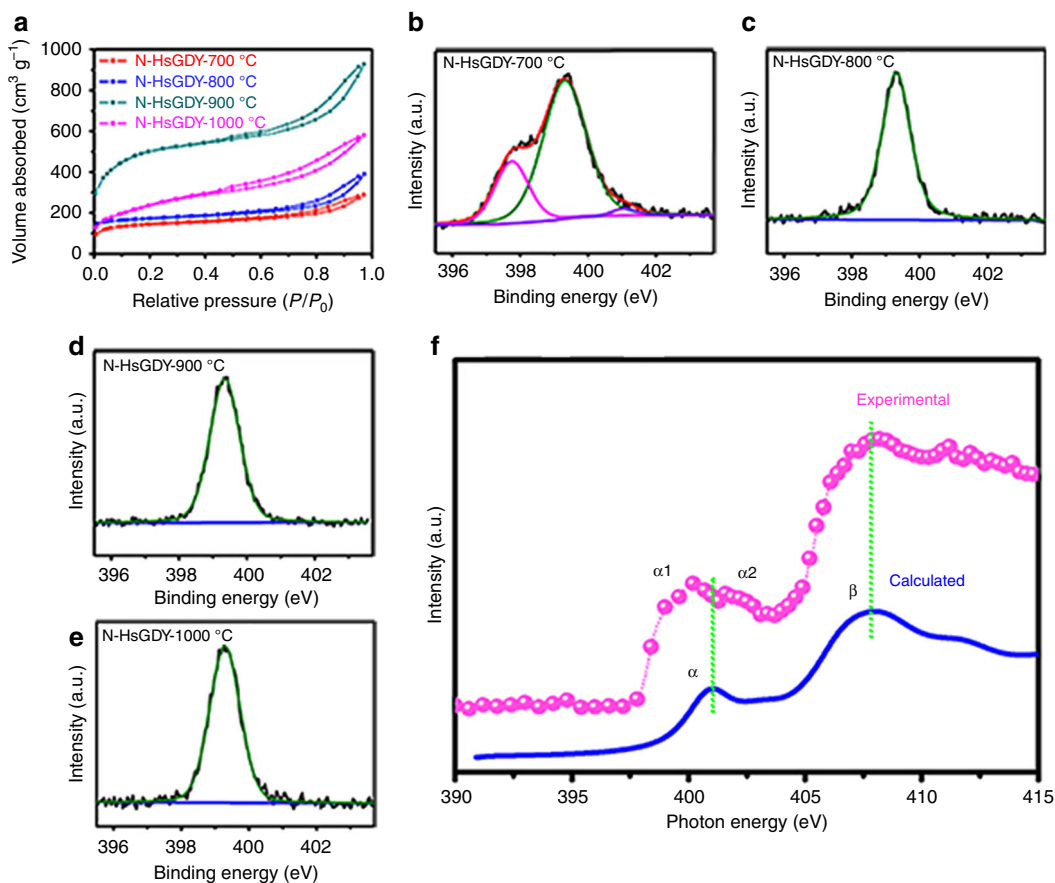 a
1000
800
600
400
200
0
Volume absorbed (cm³ g⁻¹)
N-HsGDY-700 °C
N-HsGDY-800 °C
N-HsGDY-900 °C
N-HsGDY-1000 °C
0.0 0.2 0.4 0.6 0.8 1.0
Relative pressure (P/P₀)
b
N-HsGDY-700 °C
Intensity (a.u.)
396 398 400 402
Binding energy (eV)
c
N-HsGDY-800 °C
Intensity (a.u.)
396 398 400 402
Binding energy (eV)
d
N-HsGDY-900 °C
Intensity (a.u.)
396 398 400 402
Binding energy (eV)
e
N-HsGDY-1000 °C
Intensity (a.u.)
396 398 400 402
Binding energy (eV)
f
Experimental
α1
α2
β
Calculated
α
Intensity (a.u.)
390 395 400 405 410 415
Photon energy (eV)